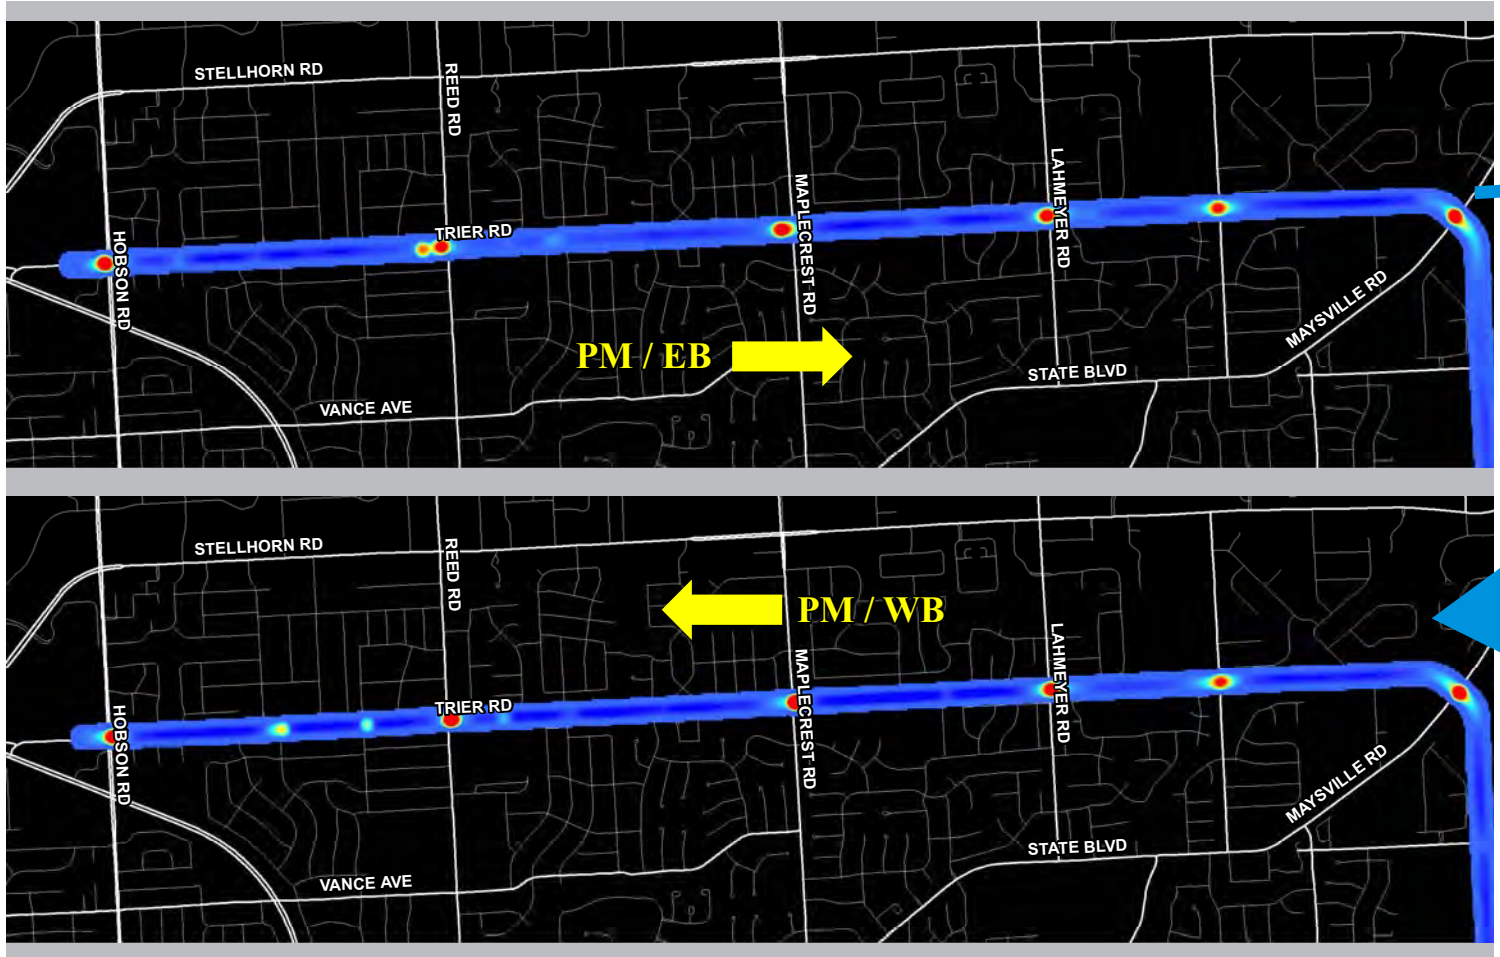 STELLHORN RD
REED RD
MAPLECREST RD
LAHMEYER RD
HOBSON RD
TRIER RD
MAYSVILLE RD
PM / EB
STATE BLVD
VANCE AVE
STELLHORN RD
REED RD
PM / WB
LAHMEYER RD
MAPLECREST RD
HOBSON RD
TRIER RD
MAYSVILLE RD
STATE BLVD
VANCE AVE